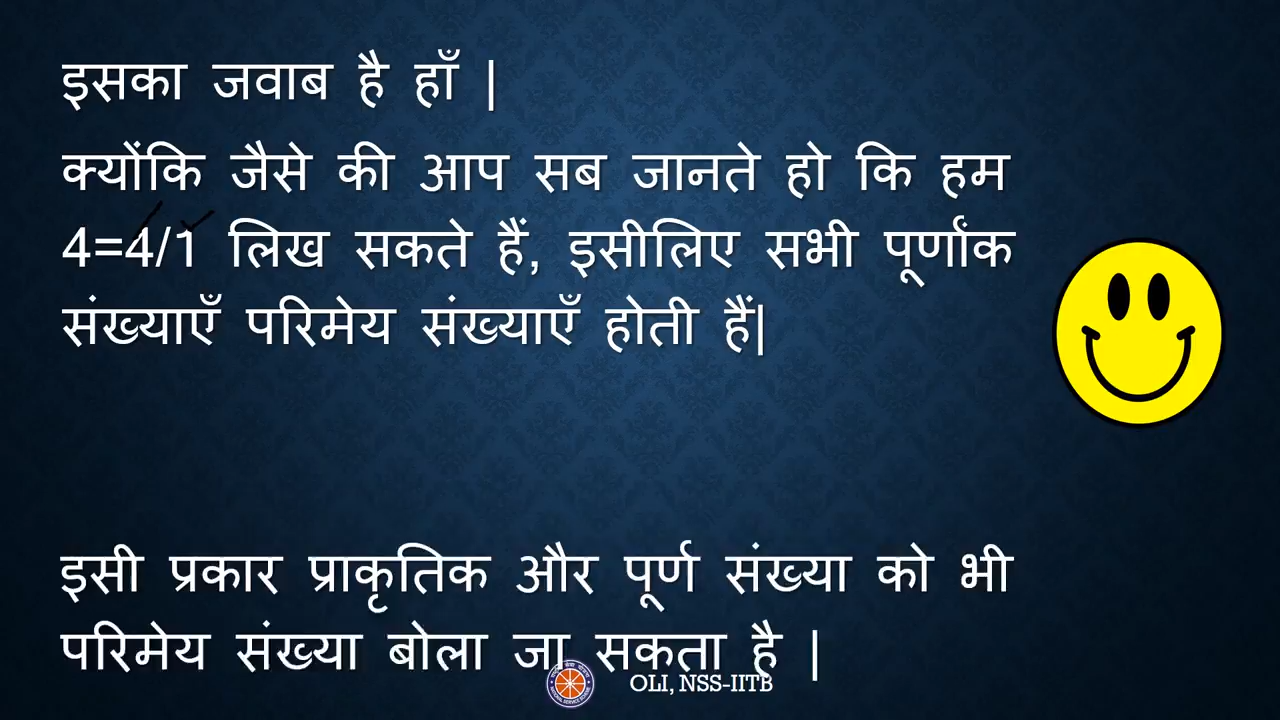 इसका जवाब है हाँ |
क्योंकि जैसे की आप सब जानते हो कि हम
4=4/1 लिख सकते हैं, इसीलिए सभी पूर्णांक
संख्याएँ परिमेय संख्याएँ होती हैं|
इसी प्रकार प्राकृतिक और पूर्ण संख्या को भी
परिमेय संख्या बोला जा सकता है |
OLI, NSS-IITB